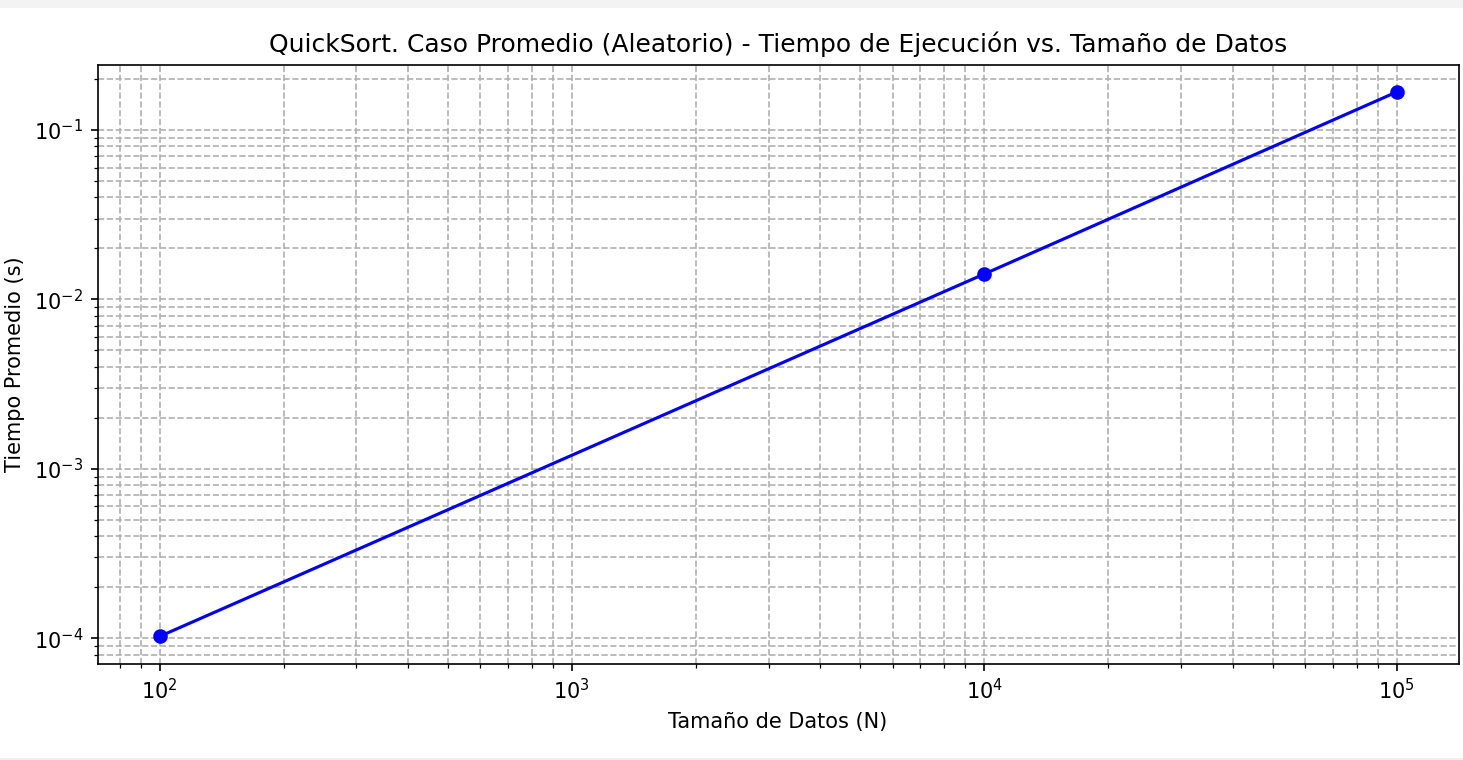 QuickSort. Caso Promedio (Aleatorio) - Tiempo de Ejecución vs. Tamaño de Datos
Tiempo Promedio (s)
10⁻¹
10⁻²
10⁻³
10⁻⁴
10² 10³ 10⁴ 10⁵
Tamaño de Datos (N)